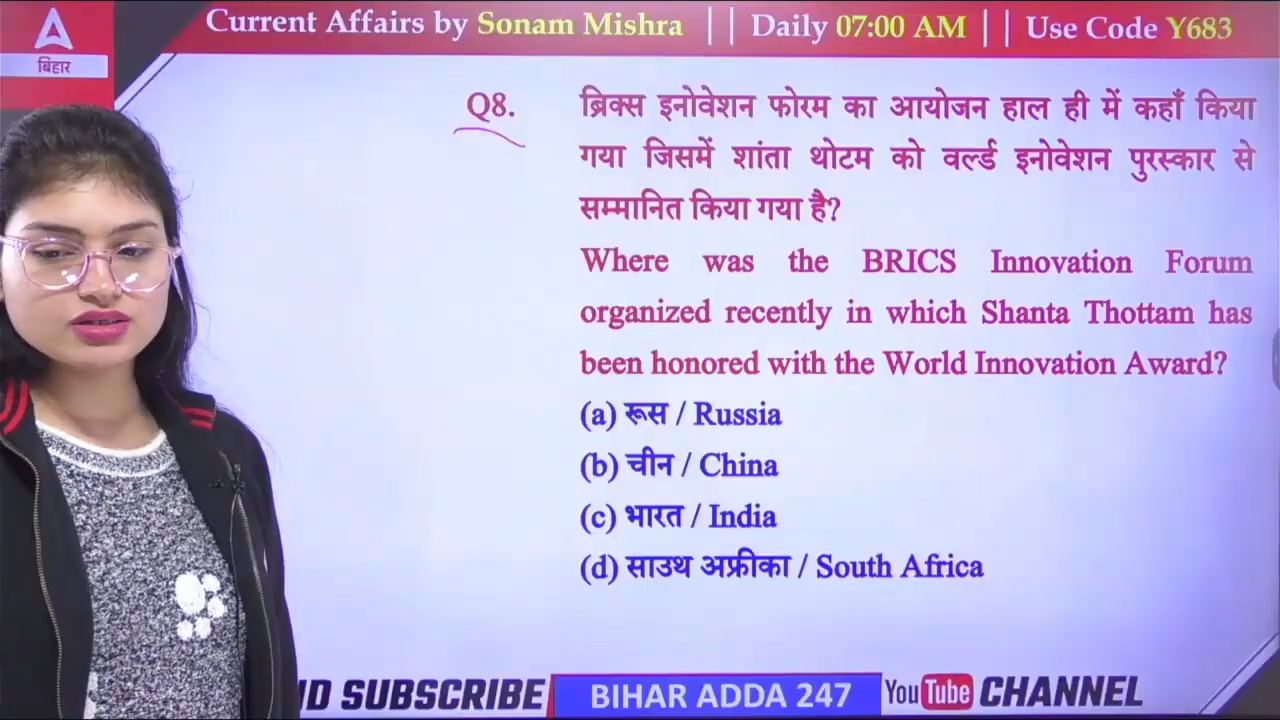 Current Affairs by Sonam Mishra || Daily 07:00 AM || Use Code Y683
A
बिहार
Q8. ब्रिक्स इनोवेशन फोरम का आयोजन हाल ही में कहाँ किया
गया जिसमें शांता थोटम को वर्ल्ड इनोवेशन पुरस्कार से
सम्मानित किया गया है?
Where was the BRICS Innovation Forum
organized recently in which Shanta Thottam has
been honored with the World Innovation Award?
(a) रूस / Russia
(b) चीन / China
(c) भारत / India
(d) साउथ अफ्रीका / South Africa
SUBSCRIBE BIHAR ADDA 247 YouTube CHANNEL